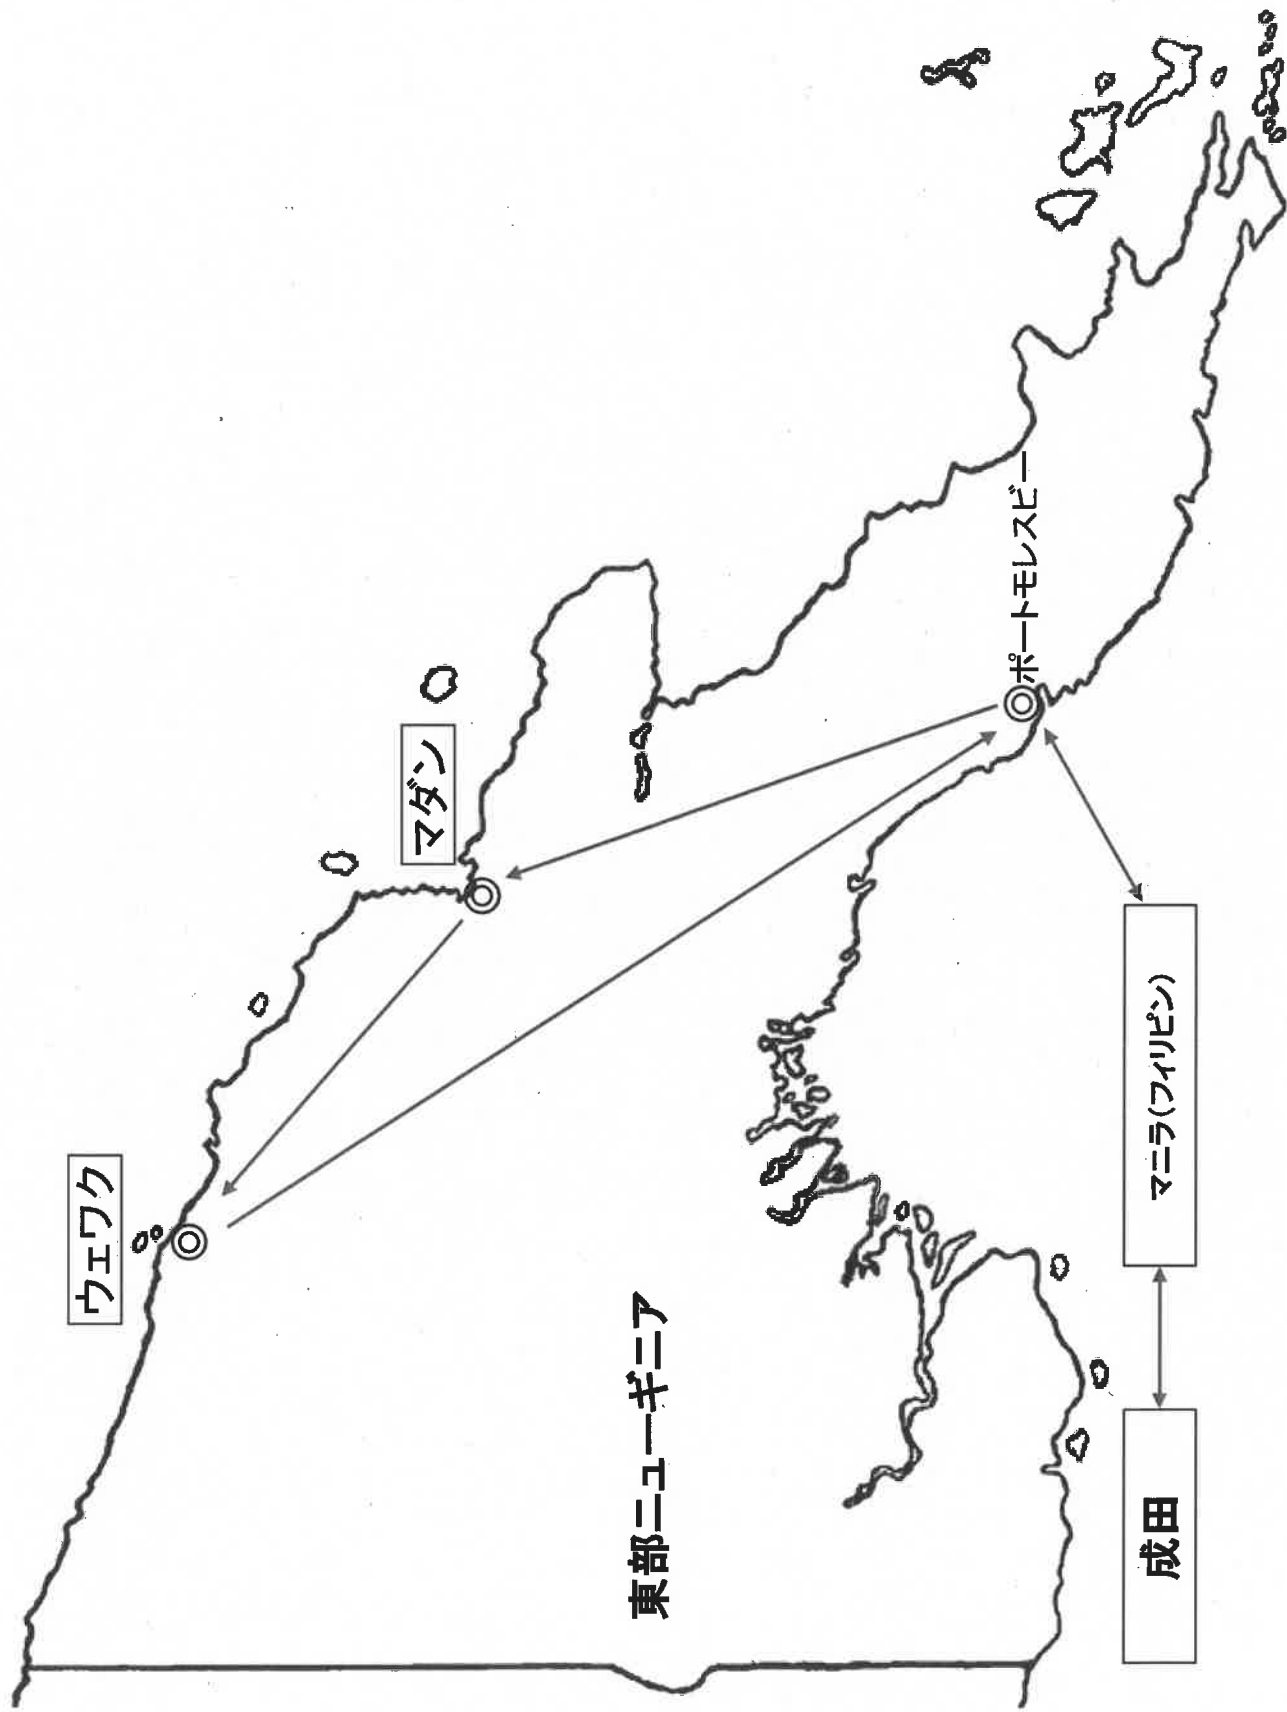 ウェワク
マダン
東部ニューギニア
ポートモレスビー
成田
マニラ(フィリピン)